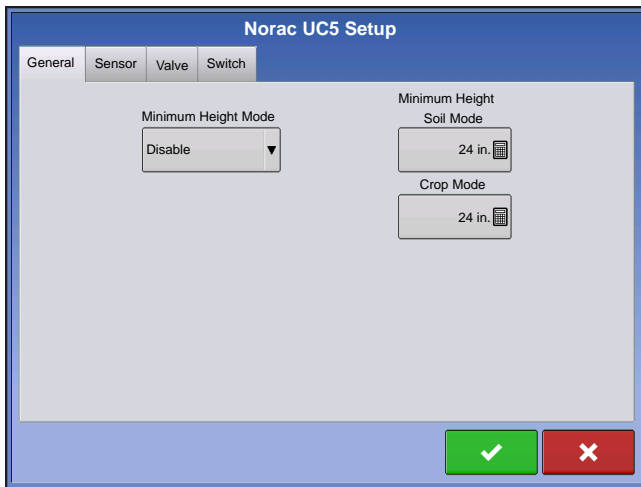 Norac UC5 Setup
General
Sensor
Valve
Switch
Minimum Height
Minimum Height Mode
Soil Mode
Disable
24 in.
Crop Mode
24 in.